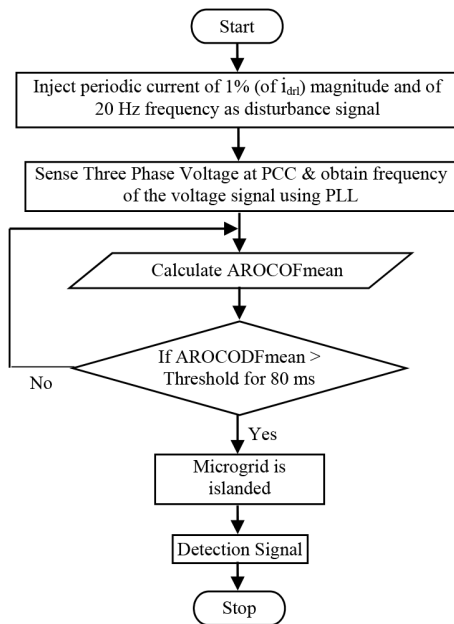 Start
Inject periodic current of 1% (of idrl) magnitude and of
20 Hz frequency as disturbance signal
Sense Three Phase Voltage at PCC & obtain frequency
of the voltage signal using PLL
Calculate AROCOFmean
If AROCODFmean >
Threshold for 80 ms
No
Yes
Microgrid is
islanded
Detection Signal
Stop